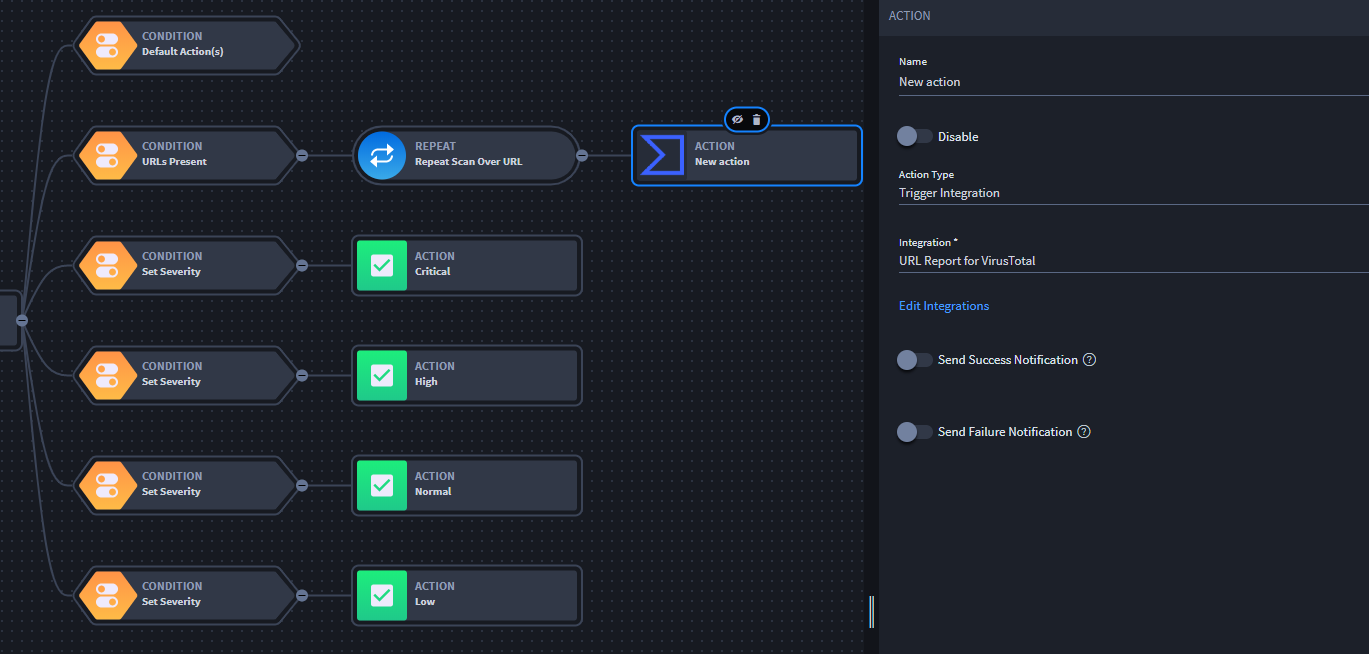 CONDITION
Default Action(s)
CONDITION
URLs Present
REPEAT
Repeat Scan Over URL
ACTION
New action
CONDITION
Set Severity
ACTION
Critical
CONDITION
Set Severity
ACTION
High
CONDITION
Set Severity
ACTION
Normal
CONDITION
Set Severity
ACTION
Low
ACTION
Name
New action
Disable
Action Type
Trigger Integration
Integration *
URL Report for VirusTotal
Edit Integrations
Send Success Notification ?
Send Failure Notification ?